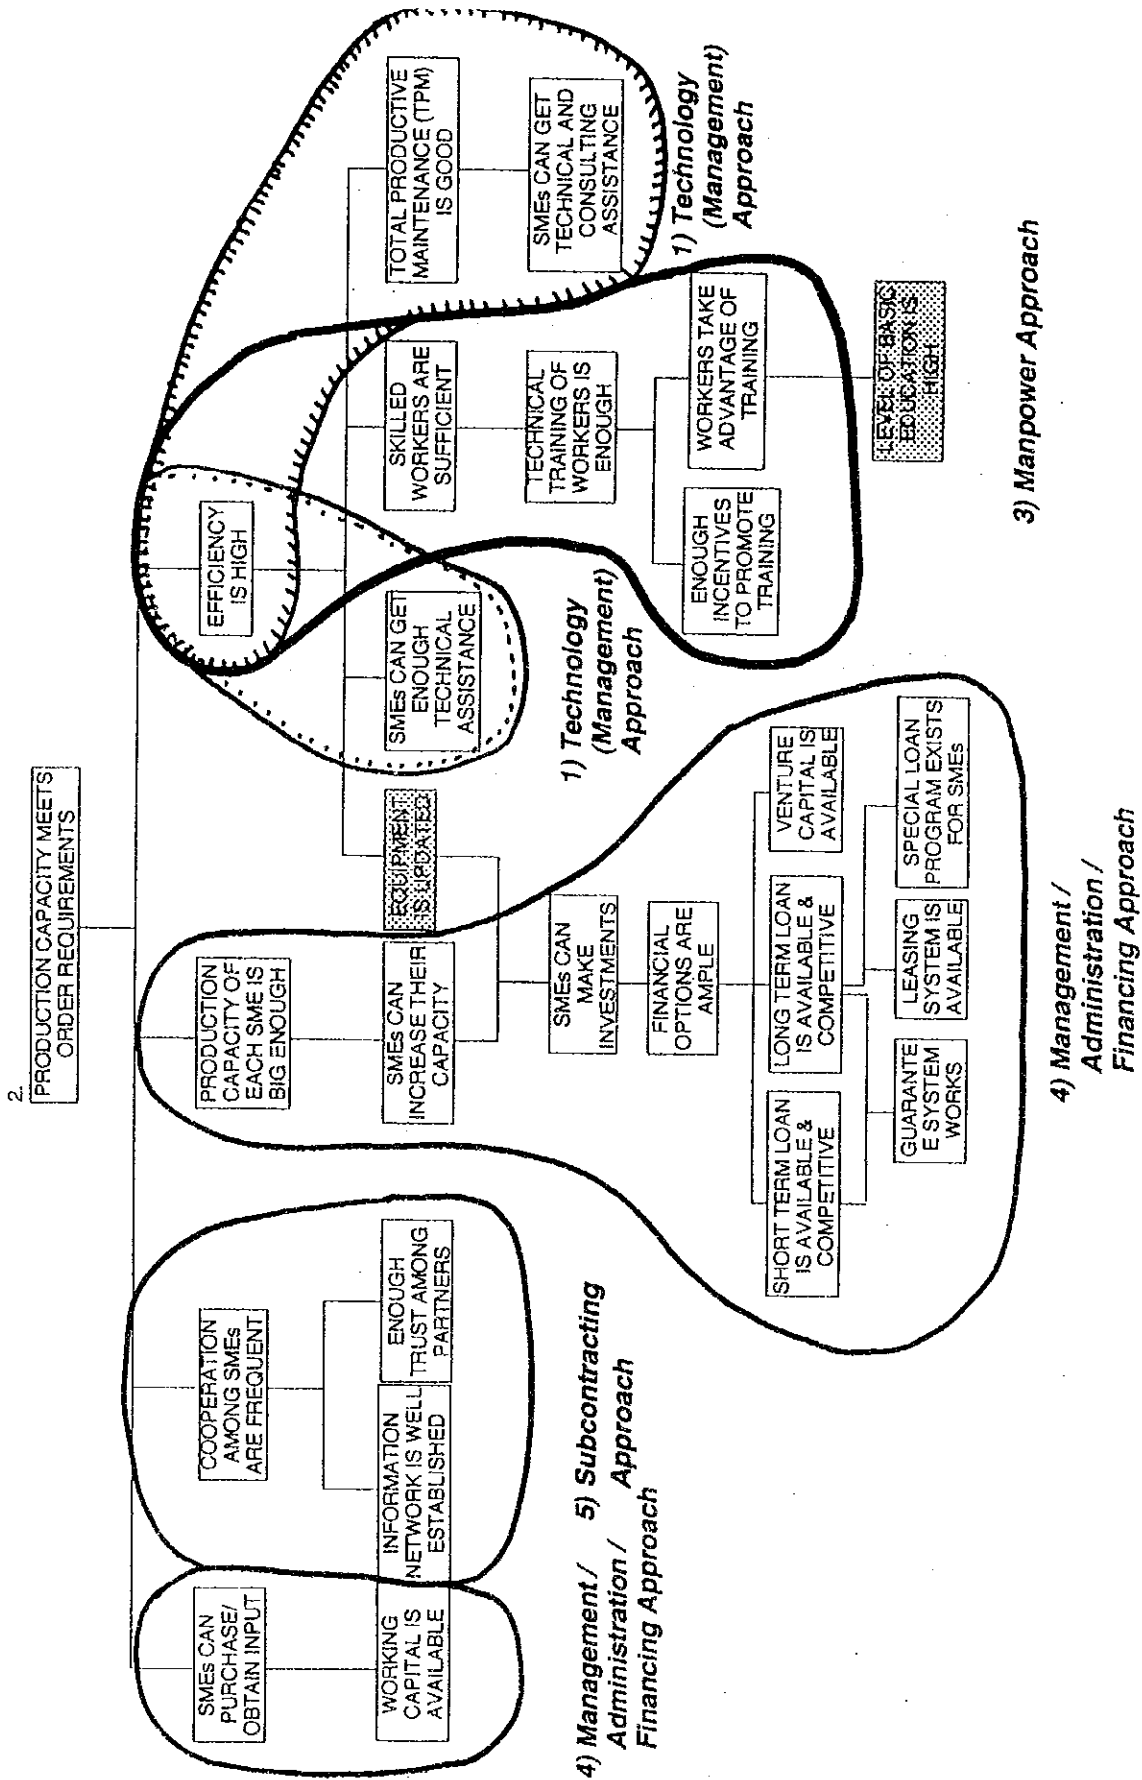 2.
PRODUCTION CAPACITY MEETS
ORDER REQUIREMENTS
SMEs CAN
PURCHASE/
OBTAIN INPUT
COOPERATION
AMONG SMEs
ARE FREQUENT
PRODUCTION
CAPACITY OF
EACH SME IS
BIG ENOUGH
EFFICIENCY
IS HIGH
WORKING
CAPITAL IS
AVAILABLE
INFORMATION
NETWORK IS WELL
ESTABLISHED
ENOUGH
TRUST AMONG
PARTNERS
SMEs CAN
INCREASE THEIR
CAPACITY
EQUIPMENT
IS UPDATED
SMEs CAN GET
ENOUGH
TECHNICAL
ASSISTANCE
SKILLED
WORKERS ARE
SUFFICIENT
TOTAL PRODUCTIVE
MAINTENANCE (TPM)
IS GOOD
SMEs CAN
MAKE
INVESTMENTS
TECHNICAL
TRAINING OF
WORKERS IS
ENOUGH
SMEs CAN GET
TECHNICAL AND
CONSULTING
ASSISTANCE
4) Management /
Administration /
Financing Approach
5) Subcontracting
Approach
1) Technology
(Management)
Approach
1) Technology
(Management)
Approach
FINANCIAL
OPTIONS ARE
AMPLE
ENOUGH
INCENTIVES
TO PROMOTE
TRAINING
WORKERS TAKE
ADVANTAGE OF
TRAINING
SHORT TERM LOAN
IS AVAILABLE &
COMPETITIVE
LONG TERM LOAN
IS AVAILABLE &
COMPETITIVE
VENTURE
CAPITAL IS
AVAILABLE
LEVEL OF BASIC
EDUCATION IS
HIGH
GUARANTE
E SYSTEM
WORKS
LEASING
SYSTEM IS
AVAILABLE
SPECIAL LOAN
PROGRAM EXISTS
FOR SMEs
3) Manpower Approach
4) Management /
Administration /
Financing Approach